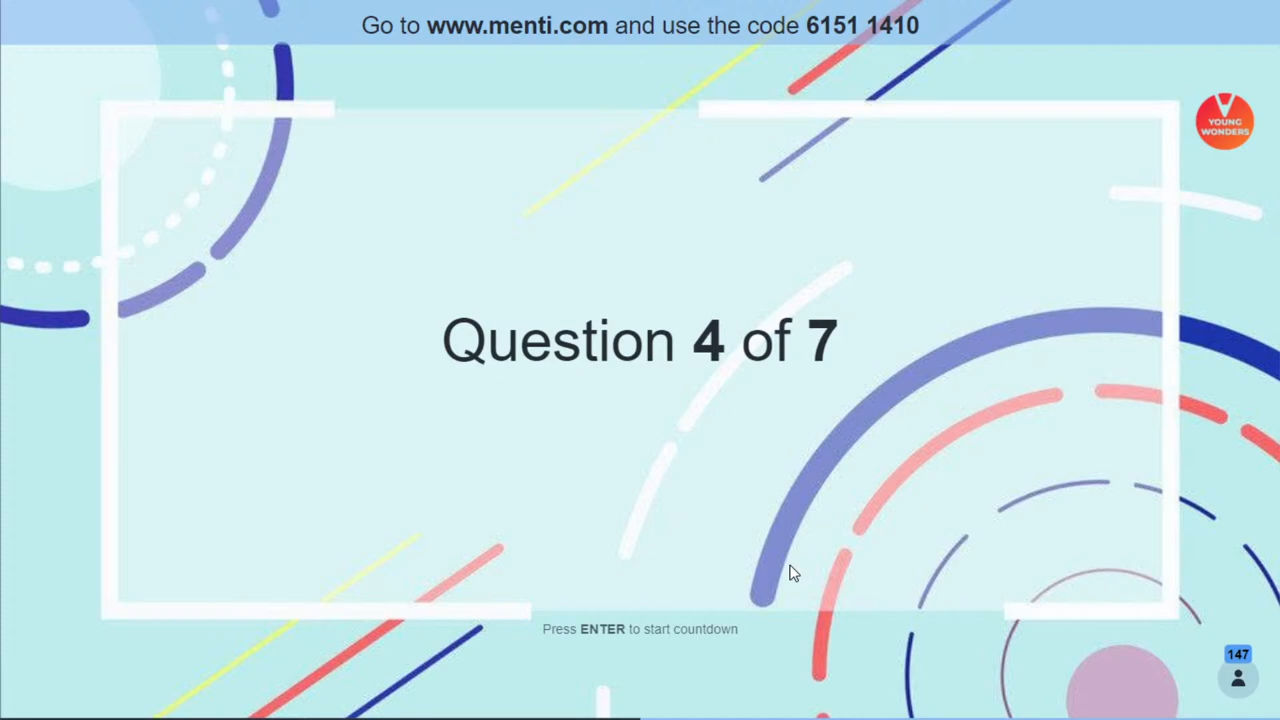 Go to www.menti.com and use the code 6151 1410
YOUNG
WONDERS
Question 4 of 7
Press ENTER to start countdown
147